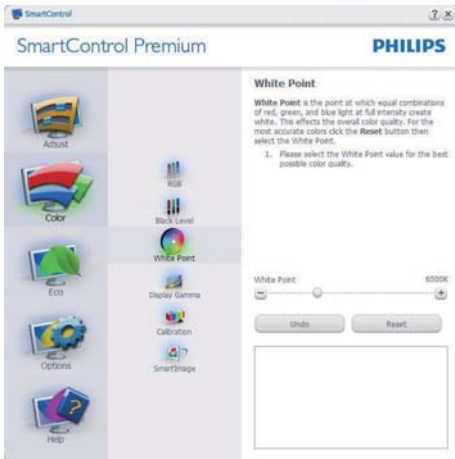 SmartControl
SmartControl Premium
PHILIPS
Adjust
Color
Eco
Options
Help
RGB
Black Level
White Point
Display Gamma
Calibration
SmartImage
White Point
White Point is the point at which equal combinations
of red, green, and blue light at full intensity create
white. This effects the overall color quality. For the
most accurate colors click the Reset button then
select the White Point.
1. Please select the White Point value for the best
possible color quality.
White Point 6500K
Undo Reset